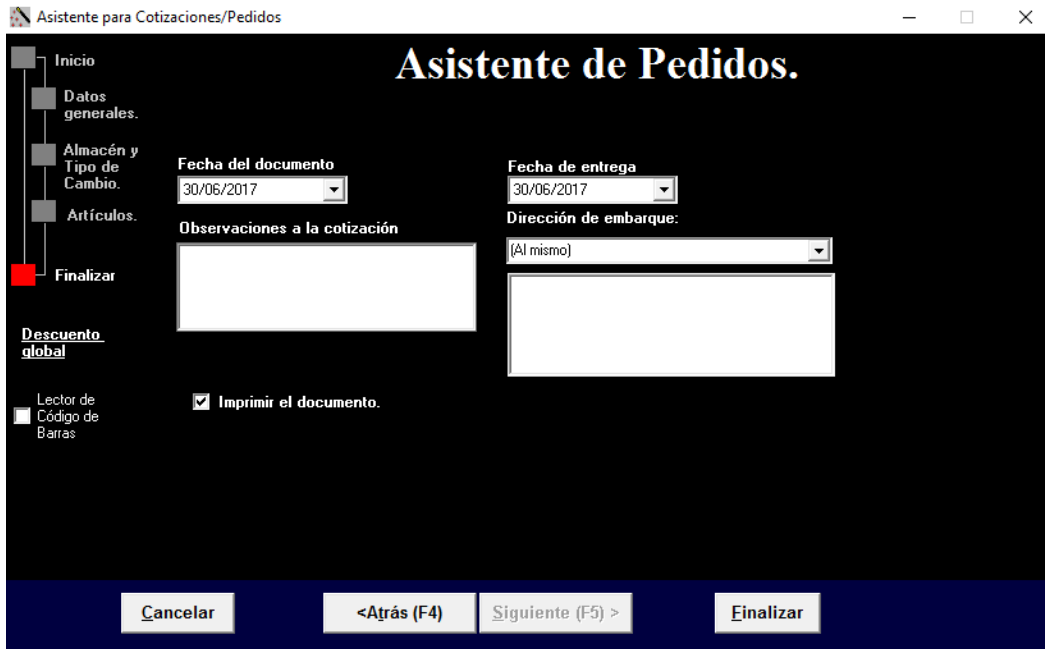 Asistente para Cotizaciones/Pedidos
Asistente de Pedidos.
Inicio
Datos
generales.
Almacén y
Tipo de
Cambio.
Artículos.
Finalizar
Descuento
global
Lector de
Código de
Barras
Fecha del documento
30/06/2017
Observaciones a la cotización
Imprimir el documento.
Fecha de entrega
30/06/2017
Dirección de embarque:
(Al mismo)
Cancelar
<Atrás (F4)
Siguiente (F5) >
Finalizar